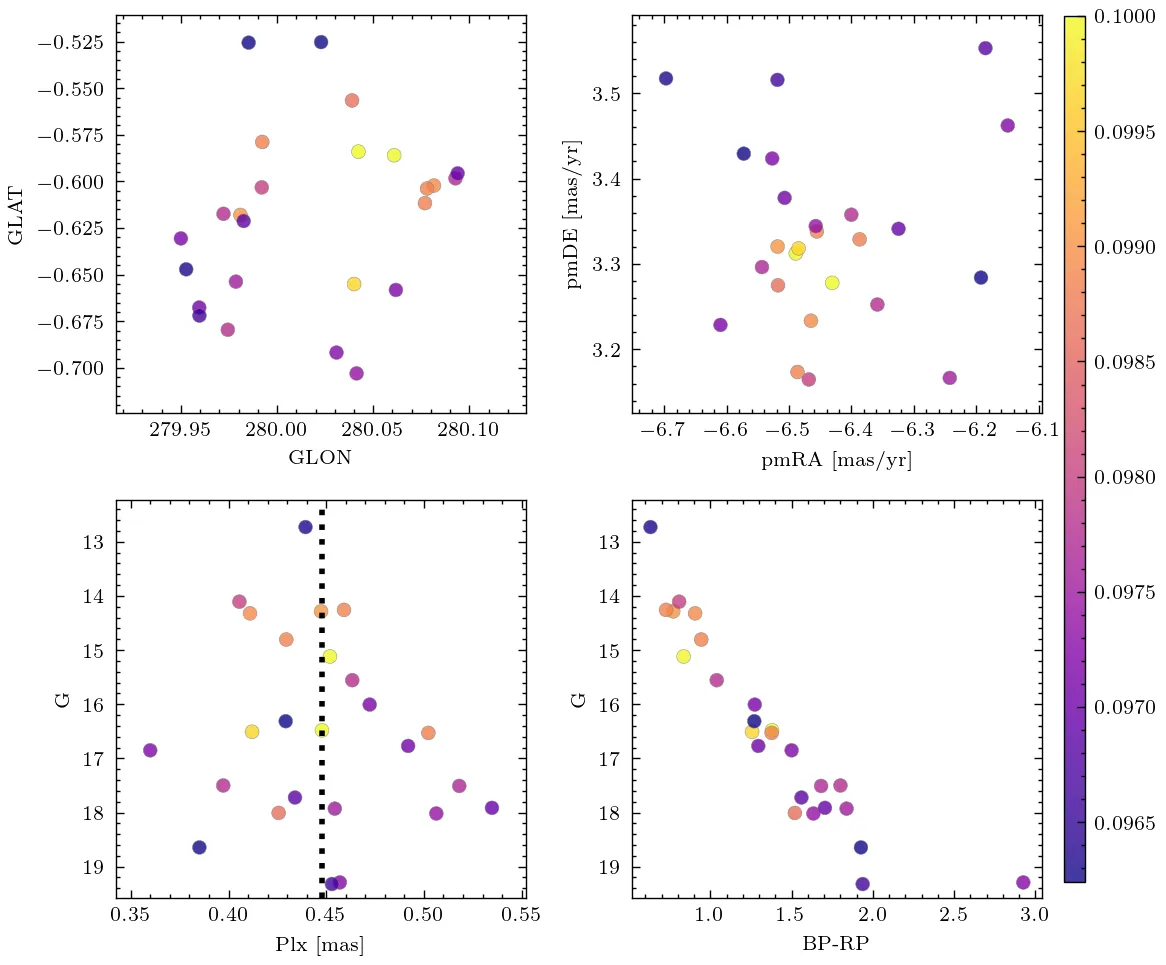 −0.525
−0.550
−0.575
−0.600
−0.625
−0.650
−0.675
−0.700
GLAT
279.95 280.00 280.05 280.10
GLON
3.5
3.4
3.3
3.2
pmDE [mas/yr]
−6.7 −6.6 −6.5 −6.4 −6.3 −6.2 −6.1
pmRA [mas/yr]
0.1000
0.0995
0.0990
0.0985
0.0980
0.0975
0.0970
0.0965
13
14
15
16
17
18
19
G
0.35 0.40 0.45 0.50 0.55
Plx [mas]
13
14
15
16
17
18
19
G
1.0 1.5 2.0 2.5 3.0
BP-RP